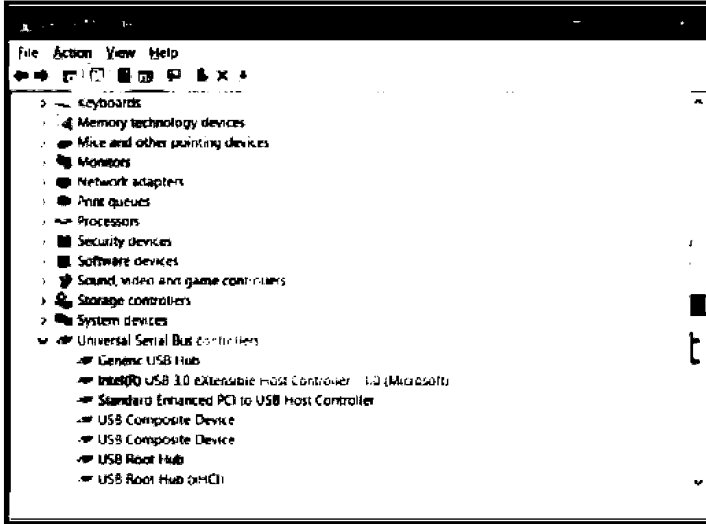 File Action View Help
Keyboards
Memory technology devices
Mice and other pointing devices
Monitors
Network adapters
Print queues
Processors
Security devices
Software devices
Sound, video and game controllers
Storage controllers
System devices
Universal Serial Bus controllers
Generic USB Hub
Intel(R) USB 3.0 eXtensible Host Controller - 1.0 (Microsoft)
Standard Enhanced PCI to USB Host Controller
USB Composite Device
USB Composite Device
USB Root Hub
USB Root Hub (xHCI)